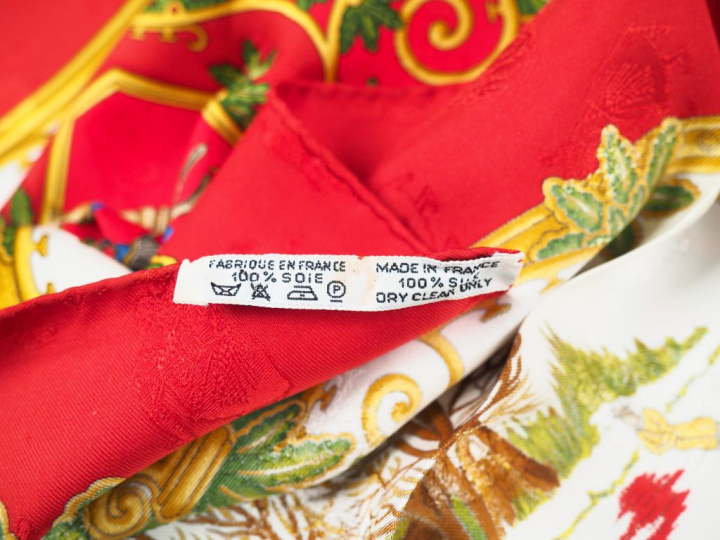 FABRIQUE EN FRANCE
100% SOIE
P
MADE IN FRANCE
100% SILK
DRY CLEAN ONLY